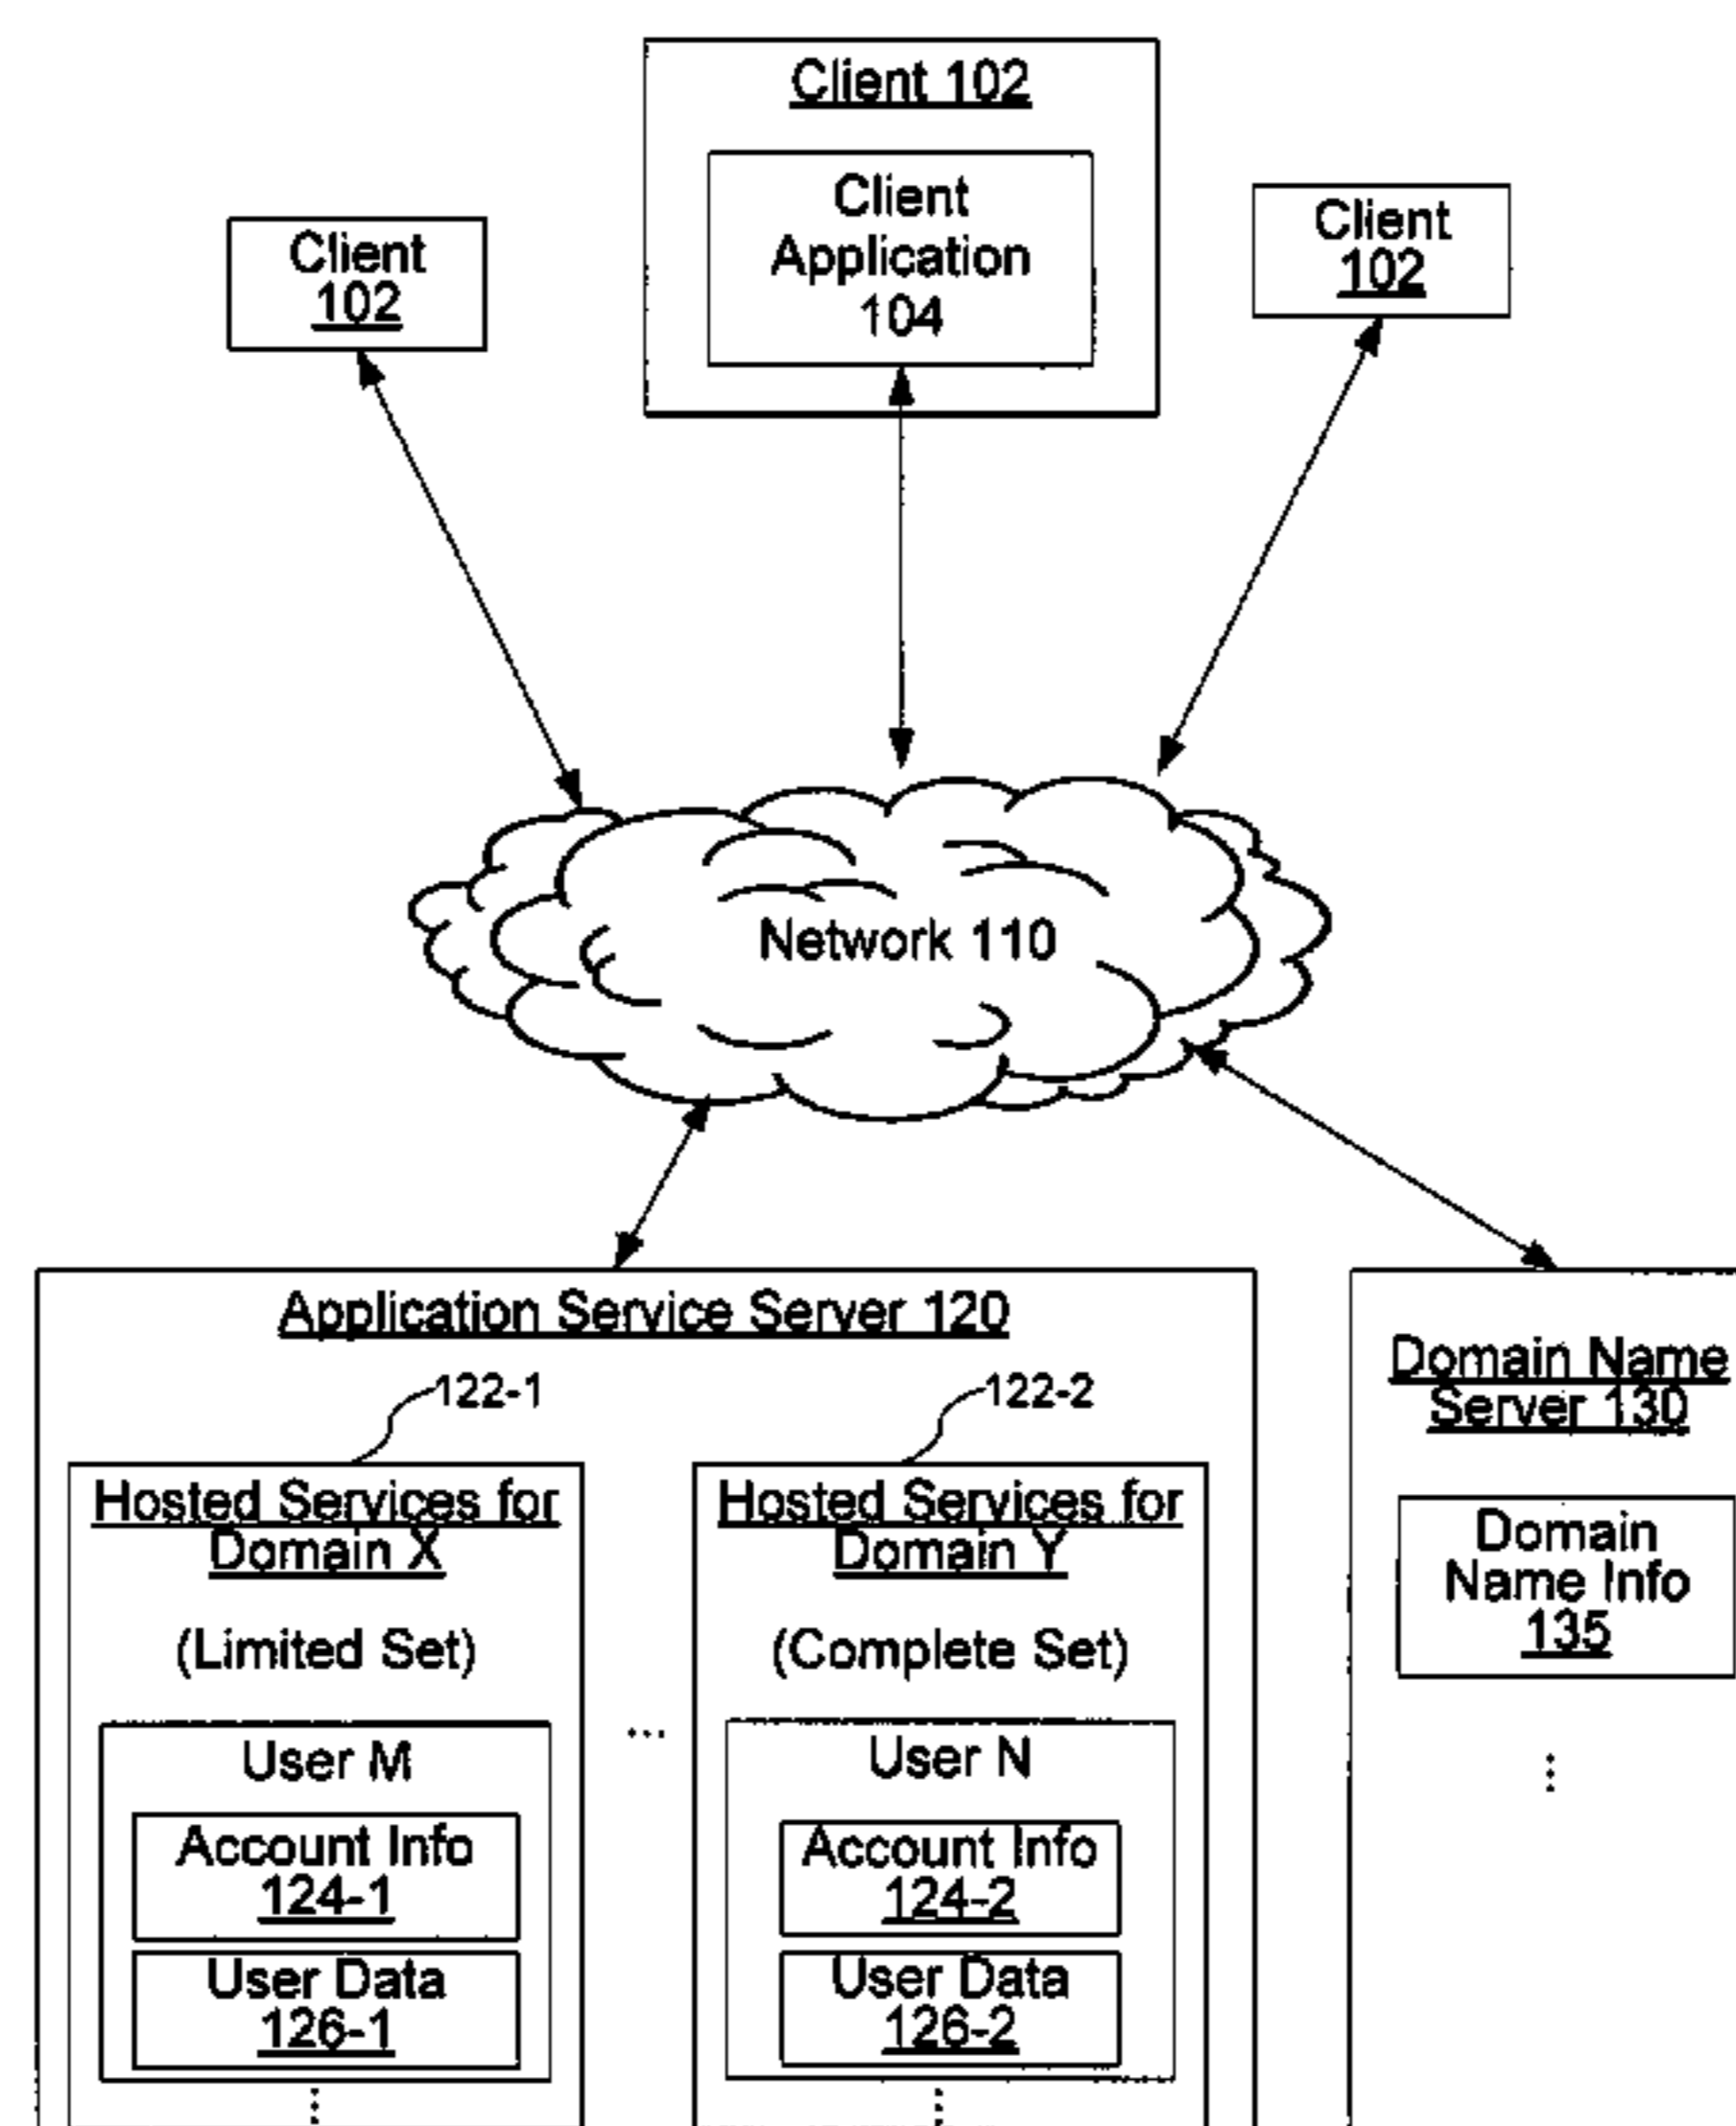 Client 102
Client
Application
104
Client
102
Client
102
Network 110
Application Service Server 120
122-1
122-2
Hosted Services for
Domain X
(Limited Set)
User M
Account Info
124-1
User Data
126-1
...
Hosted Services for
Domain Y
(Complete Set)
User N
Account Info
124-2
User Data
126-2
Domain Name
Server 130
Domain
Name Info
135